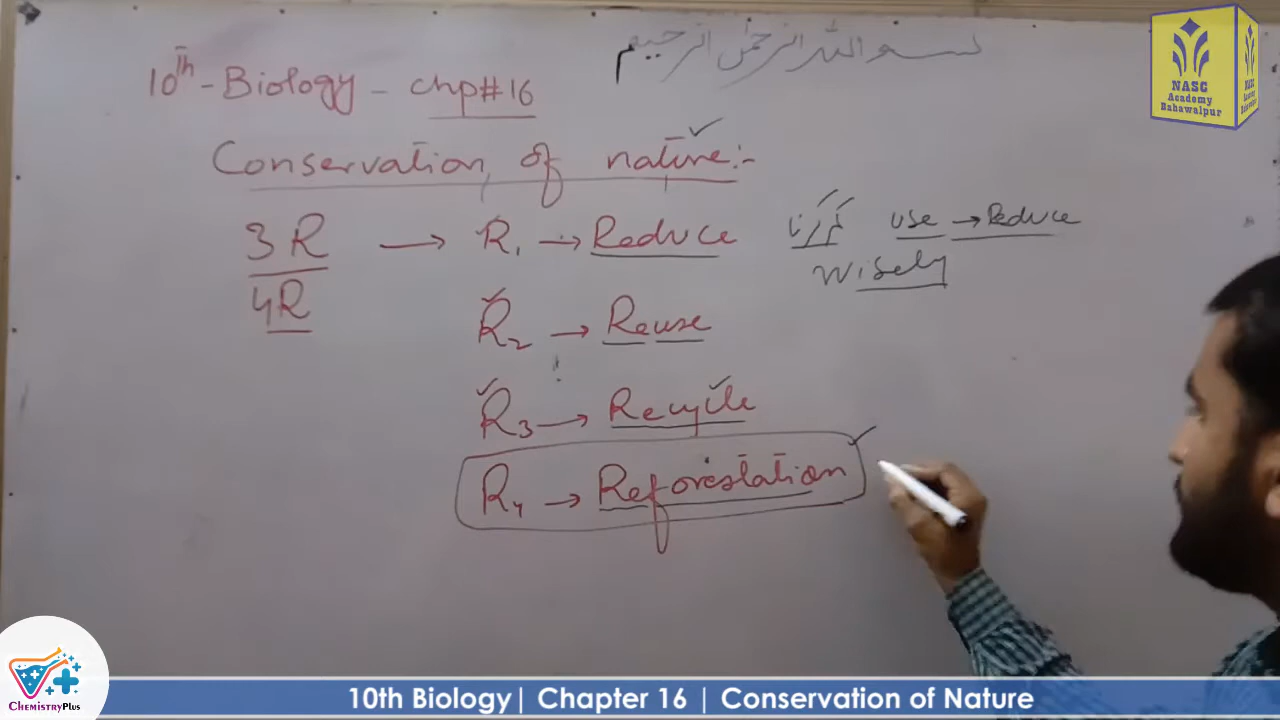 بسم اللہ الرحمٰن الرحیم
10th - Biology - Chp#16
Conservation of nature:-
3R → R1 → Reduce کم کرنا use → Reduce
Wisely
4R
R2 → Reuse
R3 → Recycle
R4 → Reforestation
NASC
Academy
Bahawalpur
CHEMISTRYPLUS
10th Biology| Chapter 16 | Conservation of Nature